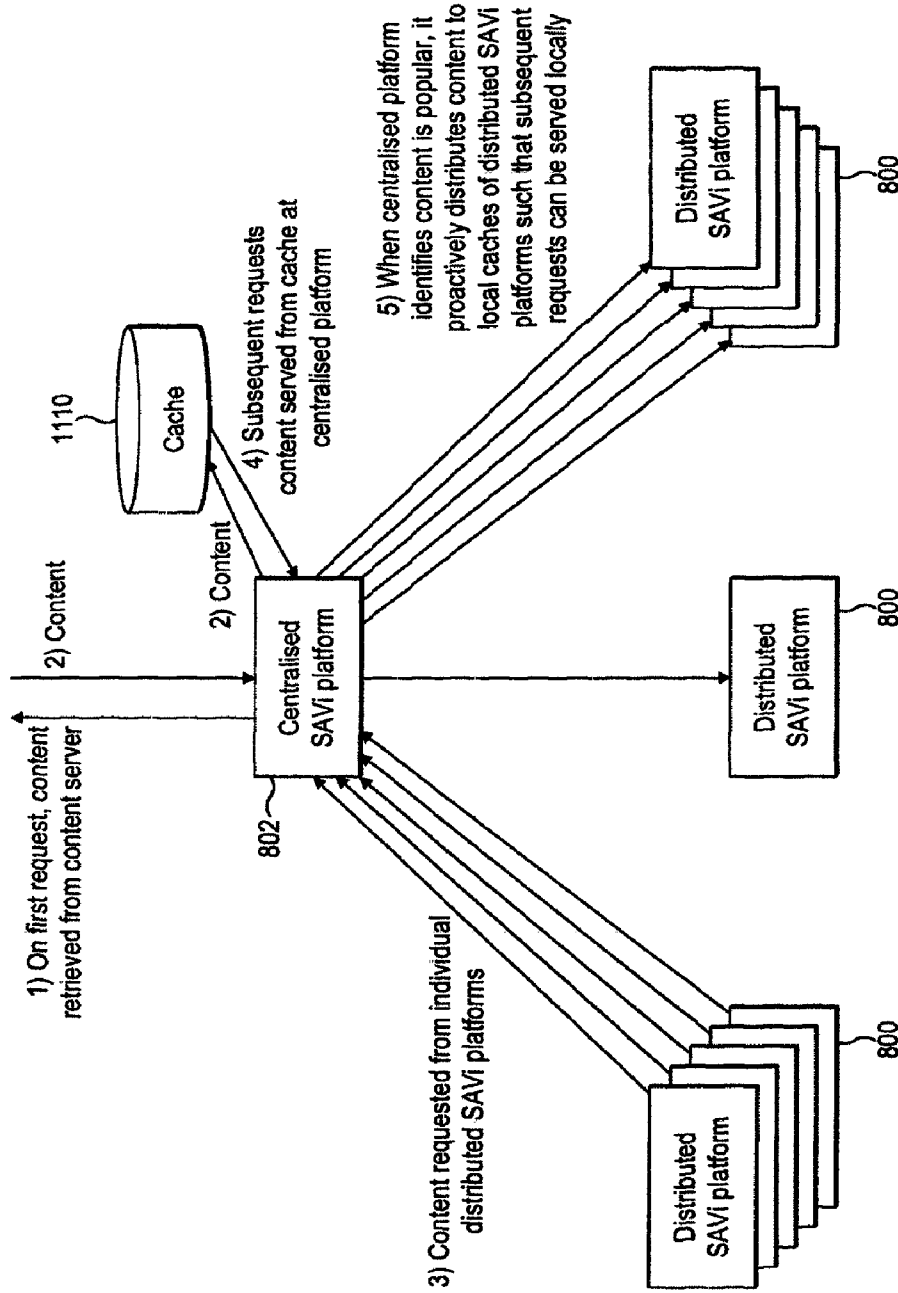 1) On first request, content
retrieved from content server
2) Content
802
Centralised
SAVi platform
2) Content
1110
Cache
4) Subsequent requests
content served from cache at
centralised platform
3) Content requested from individual
distributed SAVi platforms
5) When centralised platform
identifies content is popular, it
proactively distributes content to
local caches of distributed SAVi
platforms such that subsequent
requests can be served locally
Distributed
SAVi platform
800
Distributed
SAVi platform
800
Distributed
SAVi platform
800